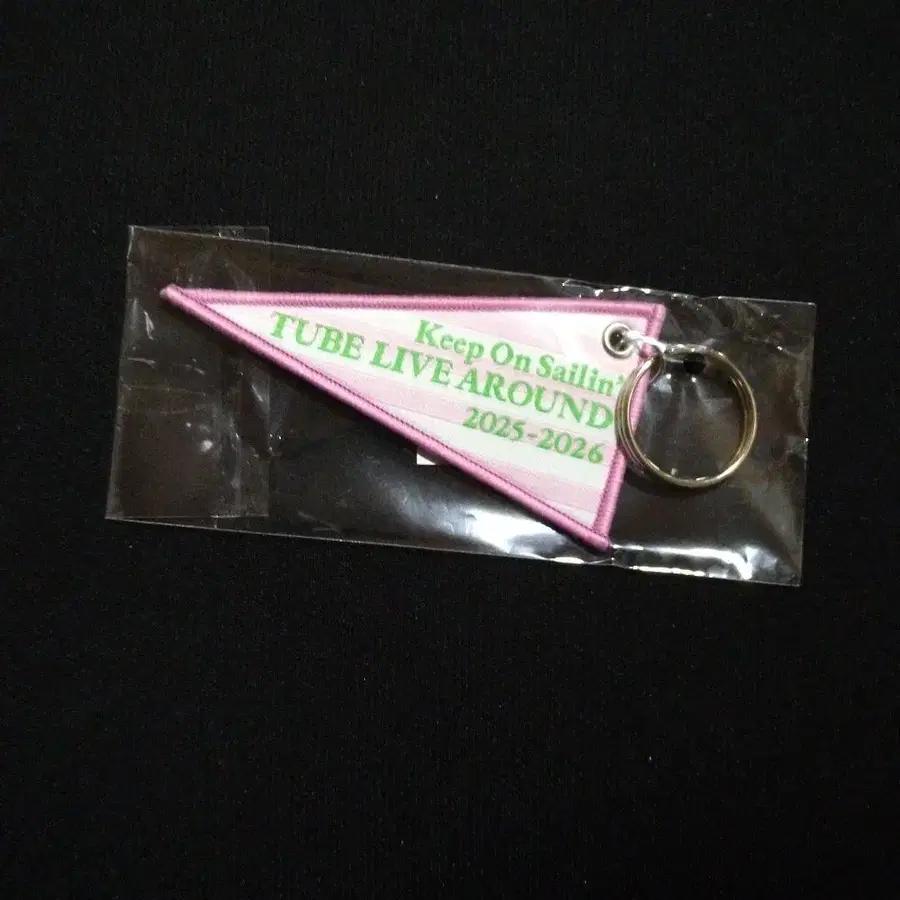 Keep On Sailin'
TUBE LIVE AROUND
2025-2026